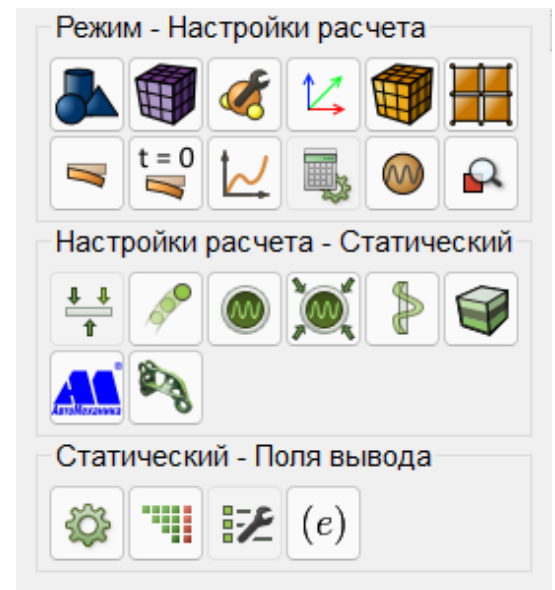 Режим - Настройки расчета
t = 0
Настройки расчета - Статический
АвтоМеханика
Статический - Поля вывода
(e)